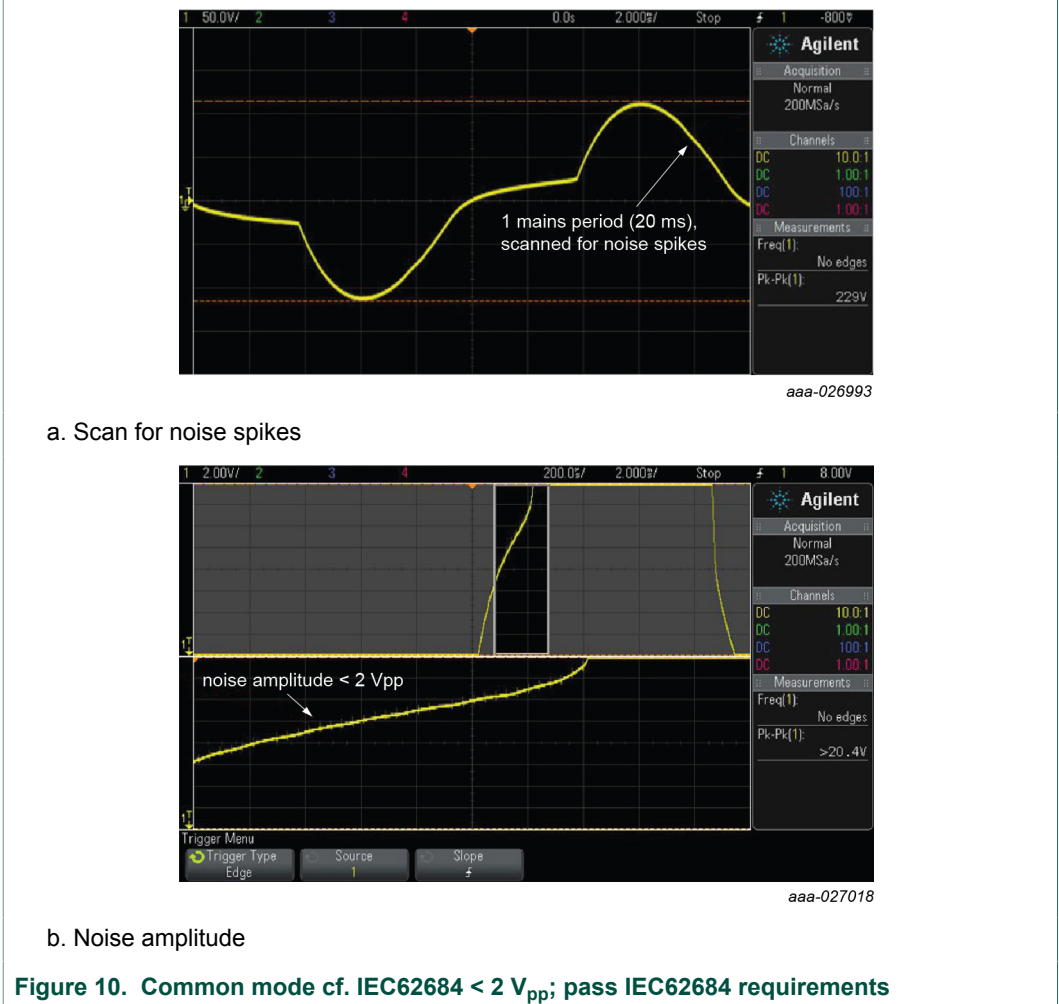 1 50.0V/ 2 3 4 0.0s 2.000s/ Stop 1 -800
Agilent
Acquisition
Normal
200MSa/s
Channels
DC 10.0:1
DC 1.00:1
DC 100:1
DC 1.00:1
Measurements
Freq(1):
No edges
Pk-Pk(1):
229V
1 mains period (20 ms),
scanned for noise spikes
aaa-026993
a. Scan for noise spikes
1 2.00V/ 2 3 4 200.0s/ 2.000s/ Stop 1 8.00V
Agilent
Acquisition
Normal
200MSa/s
Channels
DC 10.0:1
DC 1.00:1
DC 100:1
DC 1.00:1
Measurements
Freq(1):
No edges
Pk-Pk(1):
>20.4V
noise amplitude < 2 Vpp
Trigger Menu
Trigger Type
Edge
Source
1
Slope
aaa-027018
b. Noise amplitude
Figure 10. Common mode cf. IEC62684 < 2 Vpp; pass IEC62684 requirements